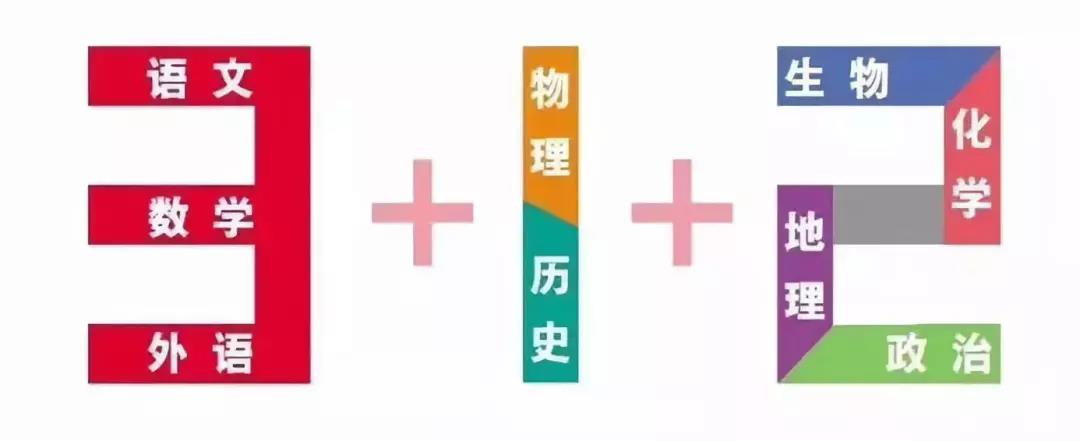 语文
数学
外语
+
物理
历史
+
生物
化学
地理
政治